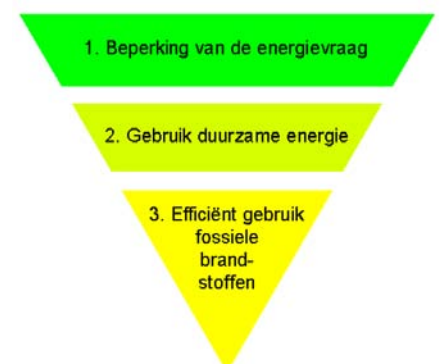 1. Beperking van de energievraag
2. Gebruik duurzame energie
3. Efficiënt gebruik
fossiele
brand-
stoffen